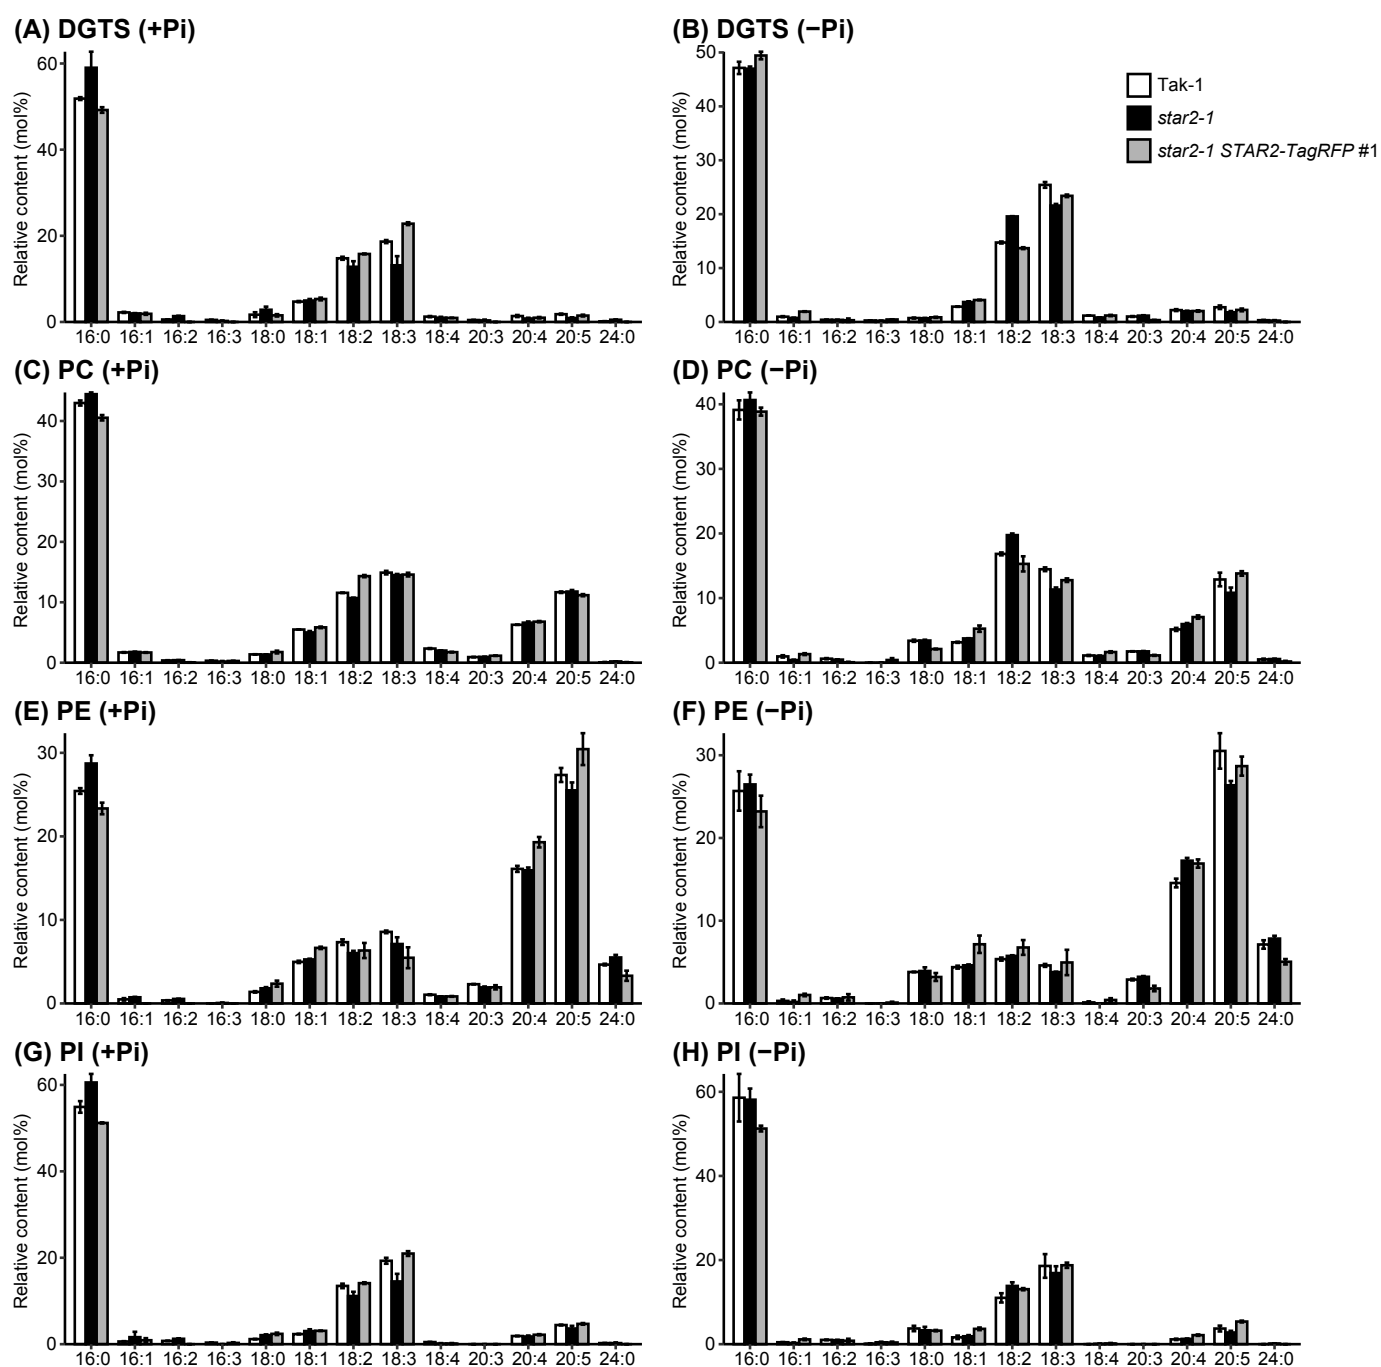 (A) DGTS (+Pi)
Relative content (mol%)
60
40
20
0
16:0 16:1 16:2 16:3 18:0 18:1 18:2 18:3 18:4 20:3 20:4 20:5 24:0
(B) DGTS (−Pi)
Relative content (mol%)
50
40
30
20
10
0
16:0 16:1 16:2 16:3 18:0 18:1 18:2 18:3 18:4 20:3 20:4 20:5 24:0
Tak-1
star2-1
star2-1 STAR2-TagRFP #1
(C) PC (+Pi)
Relative content (mol%)
40
30
20
10
0
16:0 16:1 16:2 16:3 18:0 18:1 18:2 18:3 18:4 20:3 20:4 20:5 24:0
(D) PC (−Pi)
Relative content (mol%)
40
30
20
10
0
16:0 16:1 16:2 16:3 18:0 18:1 18:2 18:3 18:4 20:3 20:4 20:5 24:0
(E) PE (+Pi)
Relative content (mol%)
30
20
10
0
16:0 16:1 16:2 16:3 18:0 18:1 18:2 18:3 18:4 20:3 20:4 20:5 24:0
(F) PE (−Pi)
Relative content (mol%)
30
20
10
0
16:0 16:1 16:2 16:3 18:0 18:1 18:2 18:3 18:4 20:3 20:4 20:5 24:0
(G) PI (+Pi)
Relative content (mol%)
60
40
20
0
16:0 16:1 16:2 16:3 18:0 18:1 18:2 18:3 18:4 20:3 20:4 20:5 24:0
(H) PI (−Pi)
Relative content (mol%)
60
40
20
0
16:0 16:1 16:2 16:3 18:0 18:1 18:2 18:3 18:4 20:3 20:4 20:5 24:0